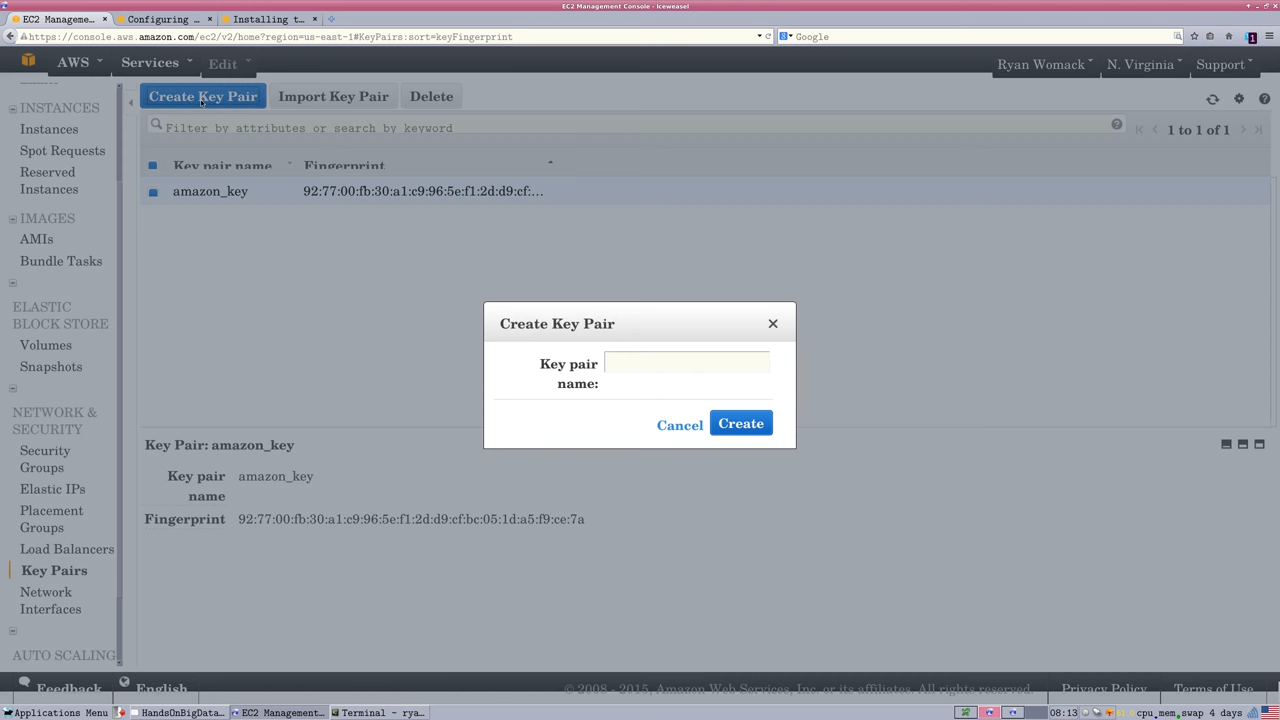 EC2 Management Console - Iceweasel
EC2 Manageme...
Configuring ...
Installing t...
https://console.aws.amazon.com/ec2/v2/home?region=us-east-1#KeyPairs:sort=keyFingerprint
Google
1
AWS
Services
Edit
Ryan Womack
N. Virginia
Support
INSTANCES
Instances
Spot Requests
Reserved
Instances
IMAGES
AMIs
Bundle Tasks
ELASTIC
BLOCK STORE
Volumes
Snapshots
NETWORK &
SECURITY
Security
Groups
Elastic IPs
Placement
Groups
Load Balancers
Key Pairs
Network
Interfaces
AUTO SCALING
Create Key Pair
Import Key Pair
Delete
Filter by attributes or search by keyword
1 to 1 of 1
Key pair name
Fingerprint
amazon_key
92:77:00:fb:30:a1:c9:96:5e:f1:2d:d9:cf:...
Create Key Pair
Key pair
name:
Cancel
Create
Key Pair: amazon_key
Key pair
name
amazon_key
Fingerprint
92:77:00:fb:30:a1:c9:96:5e:f1:2d:d9:cf:bc:05:1d:a5:f9:ce:7a
Feedback
English
© 2008 - 2015, Amazon Web Services, Inc. or its affiliates. All rights reserved.
Privacy Policy
Terms of Use
Applications Menu
HandsOnBigData...
EC2 Management...
Terminal - rya...
08:13
cpu mem swap 4 days